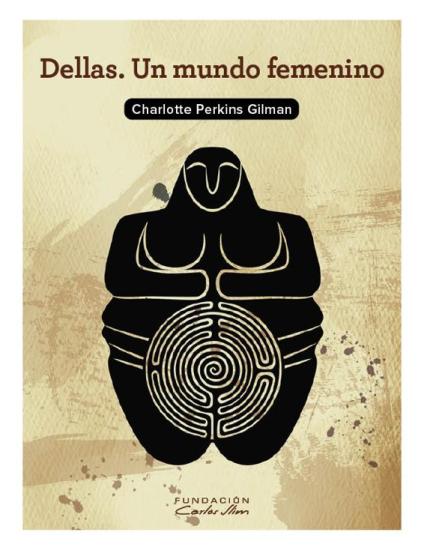 Dellas. Un mundo femenino
Charlotte Perkins Gilman
FUNDACIÓN
Carlos Slim